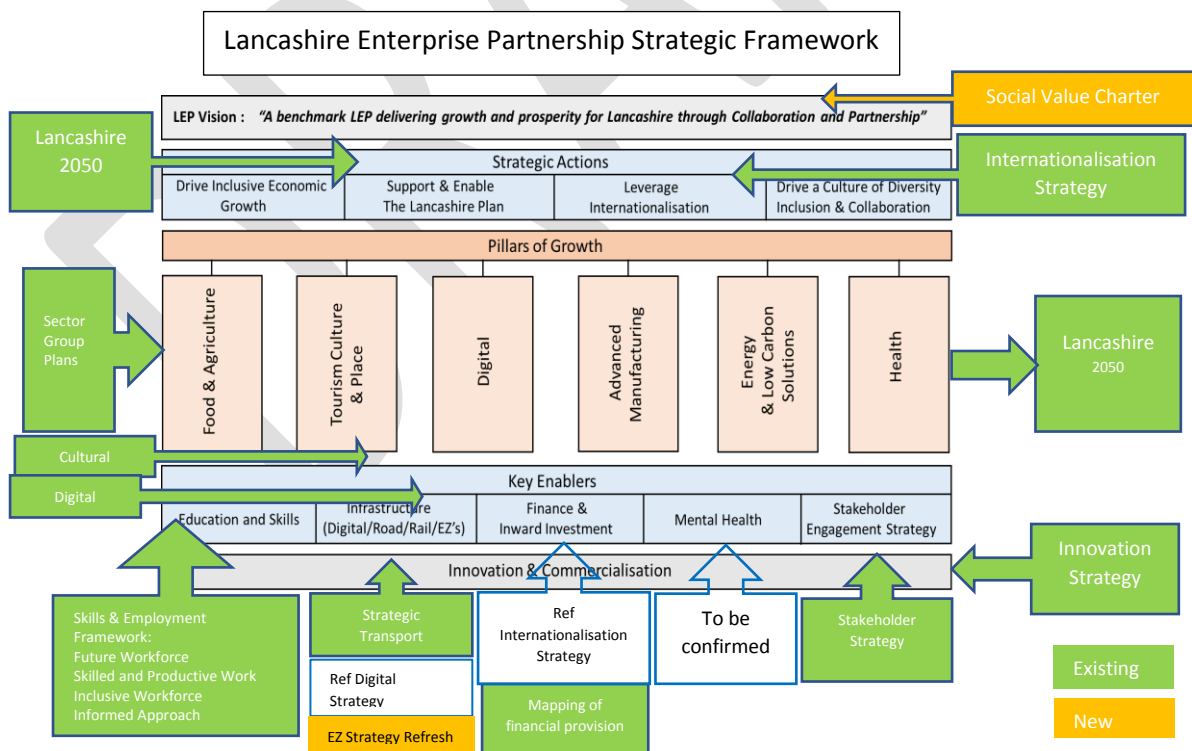 Lancashire Enterprise Partnership Strategic Framework
Social Value Charter
LEP Vision : "A benchmark LEP delivering growth and prosperity for Lancashire through Collaboration and Partnership"
Lancashire
2050
Internationalisation
Strategy
Strategic Actions
Drive Inclusive Economic
Growth
Support & Enable
The Lancashire Plan
Leverage
Internationalisation
Drive a Culture of Diversity
Inclusion & Collaboration
Pillars of Growth
Sector
Group
Plans
Food & Agriculture
Tourism Culture
& Place
Digital
Advanced
Manufacturing
Energy
& Low Carbon
Solutions
Health
Lancashire
2050
Cultural
Digital
Key Enablers
Education and Skills
Infrastructure
(Digital/Road/Rail/EZ's)
Finance &
Inward Investment
Mental Health
Stakeholder
Engagement Strategy
Innovation & Commercialisation
Innovation
Strategy
Skills & Employment
Framework:
Future Workforce
Skilled and Productive Work
Inclusive Workforce
Informed Approach
Strategic
Transport
Ref Digital
Strategy
EZ Strategy Refresh
Ref
Internationalisation
Strategy
Mapping of
financial provision
To be
confirmed
Stakeholder
Strategy
Existing
New